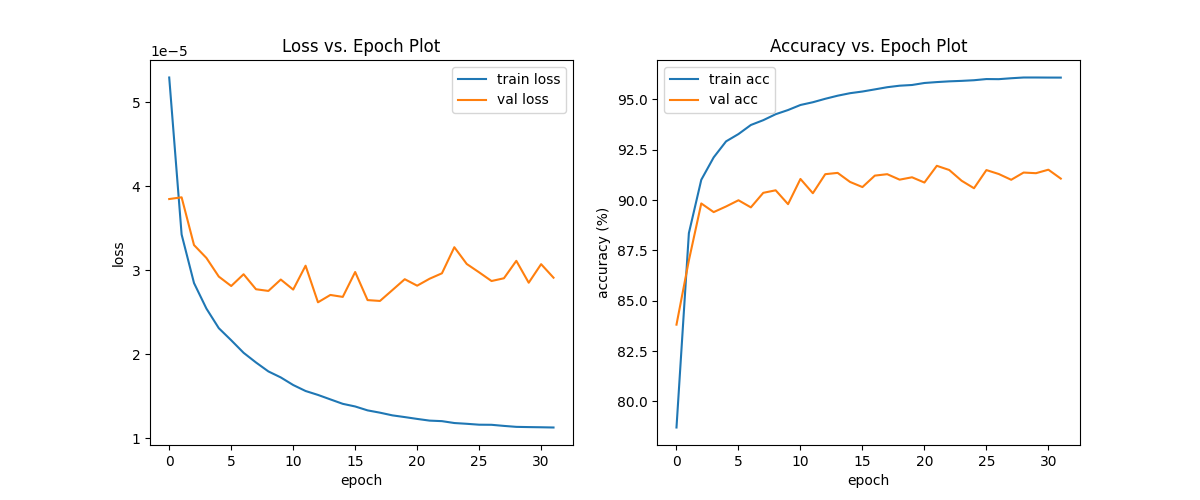 Loss vs. Epoch Plot
1e−5
train loss
val loss
5
4
3
2
1
loss
0 5 10 15 20 25 30
epoch
Accuracy vs. Epoch Plot
train acc
val acc
95.0
92.5
90.0
87.5
85.0
82.5
80.0
accuracy (%)
0 5 10 15 20 25 30
epoch